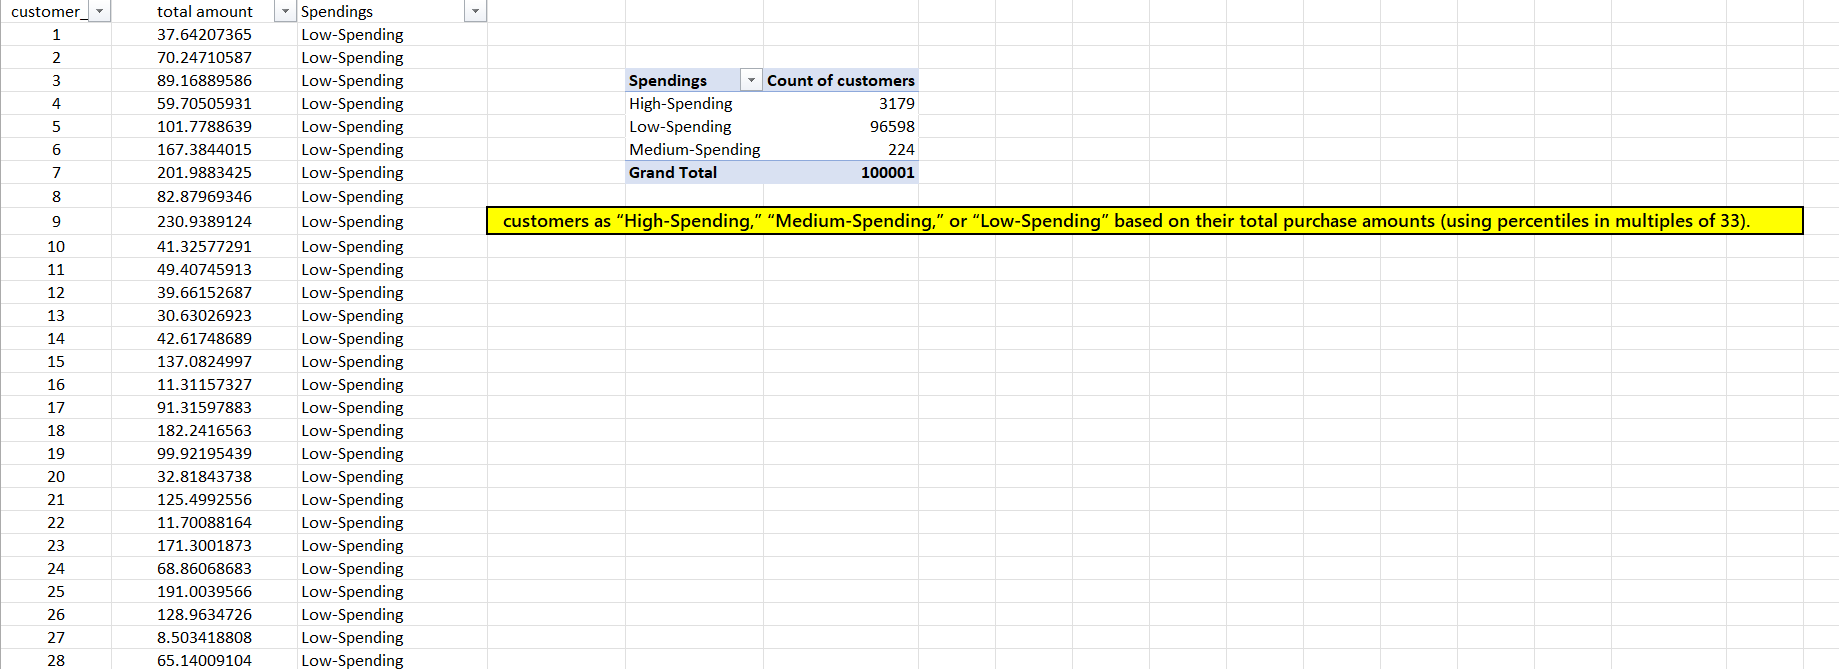 customer_ total amount Spendings
1 37.64207365 Low-Spending
2 70.24710587 Low-Spending
3 89.16889586 Low-Spending Spendings Count of customers
4 59.70505931 Low-Spending High-Spending 3179
5 101.7788639 Low-Spending Low-Spending 96598
6 167.3844015 Low-Spending Medium-Spending 224
7 201.9883425 Low-Spending Grand Total 100001
8 82.87969346 Low-Spending
9 230.9389124 Low-Spending customers as “High-Spending,” “Medium-Spending,” or “Low-Spending” based on their total purchase amounts (using percentiles in multiples of 33).
10 41.32577291 Low-Spending
11 49.40745913 Low-Spending
12 39.66152687 Low-Spending
13 30.63026923 Low-Spending
14 42.61748689 Low-Spending
15 137.0824997 Low-Spending
16 11.31157327 Low-Spending
17 91.31597883 Low-Spending
18 182.2416563 Low-Spending
19 99.92195439 Low-Spending
20 32.81843738 Low-Spending
21 125.4992556 Low-Spending
22 11.70088164 Low-Spending
23 171.3001873 Low-Spending
24 68.86068683 Low-Spending
25 191.0039566 Low-Spending
26 128.9634726 Low-Spending
27 8.503418808 Low-Spending
28 65.14009104 Low-Spending